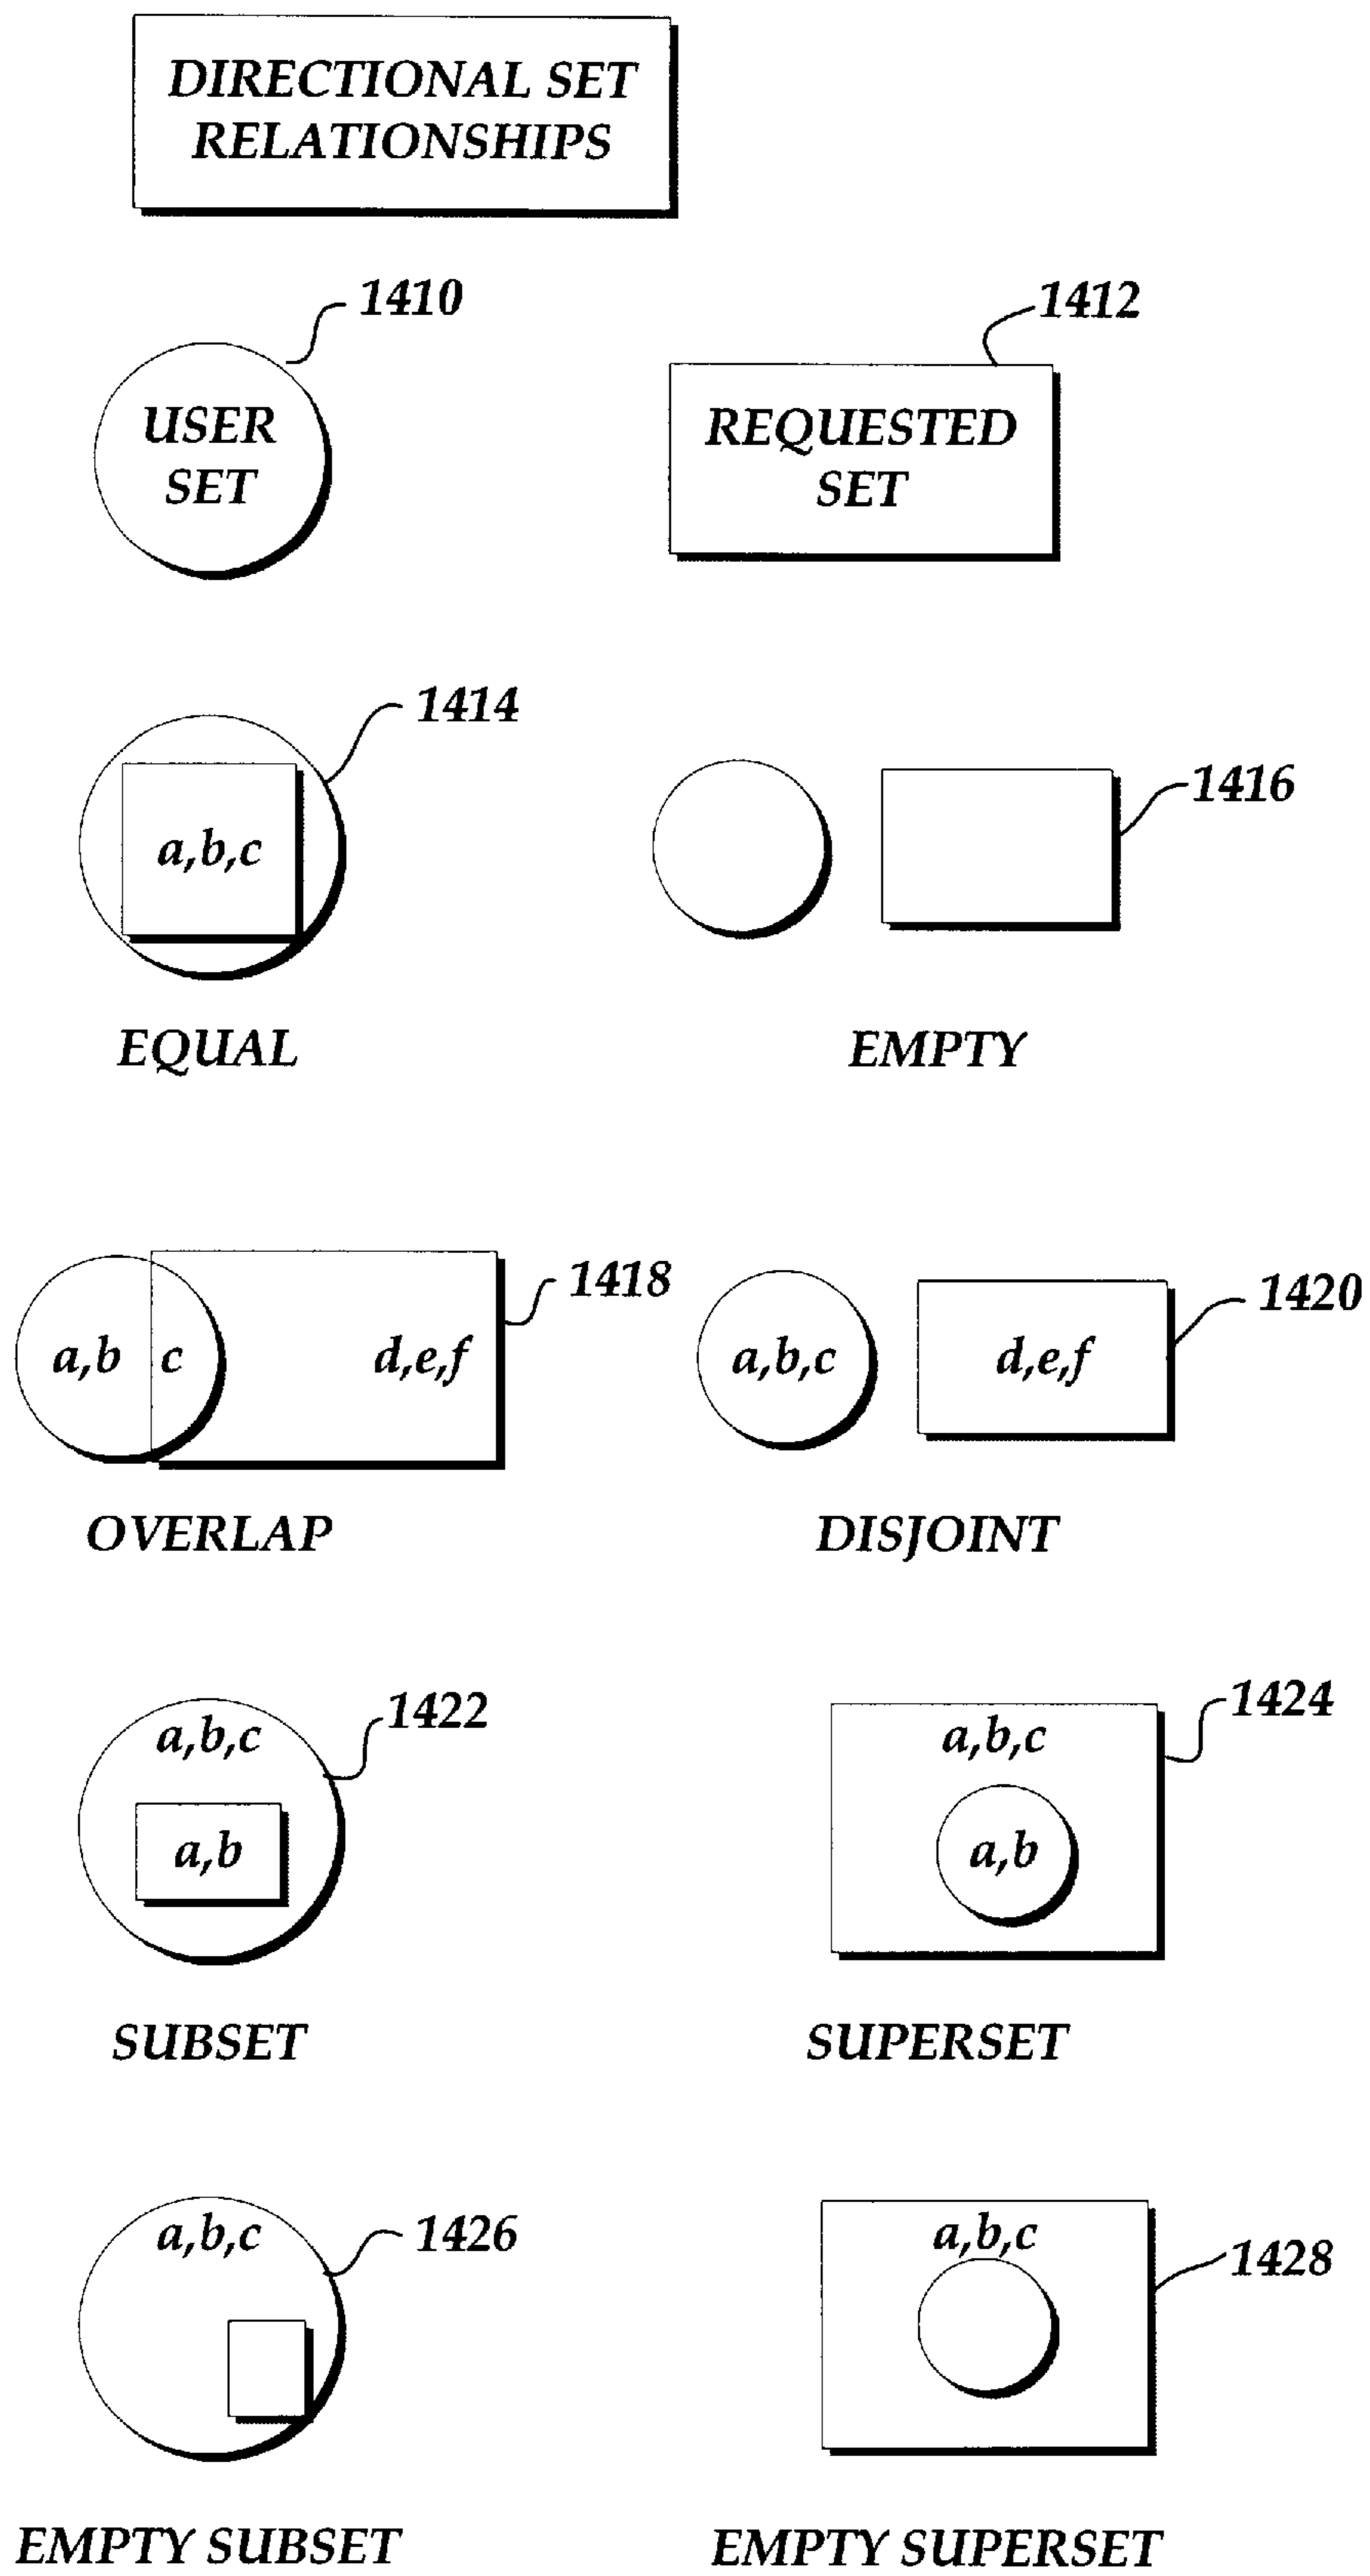 DIRECTIONAL SET
RELATIONSHIPS
1410
1412
USER
SET
REQUESTED
SET
1414
1416
a,b,c
EQUAL
EMPTY
1418
1420
a,b
c
d,e,f
a,b,c
d,e,f
OVERLAP
DISJOINT
1422
1424
a,b,c
a,b,c
a,b
a,b
SUBSET
SUPERSET
1426
1428
a,b,c
a,b,c
EMPTY SUBSET
EMPTY SUPERSET